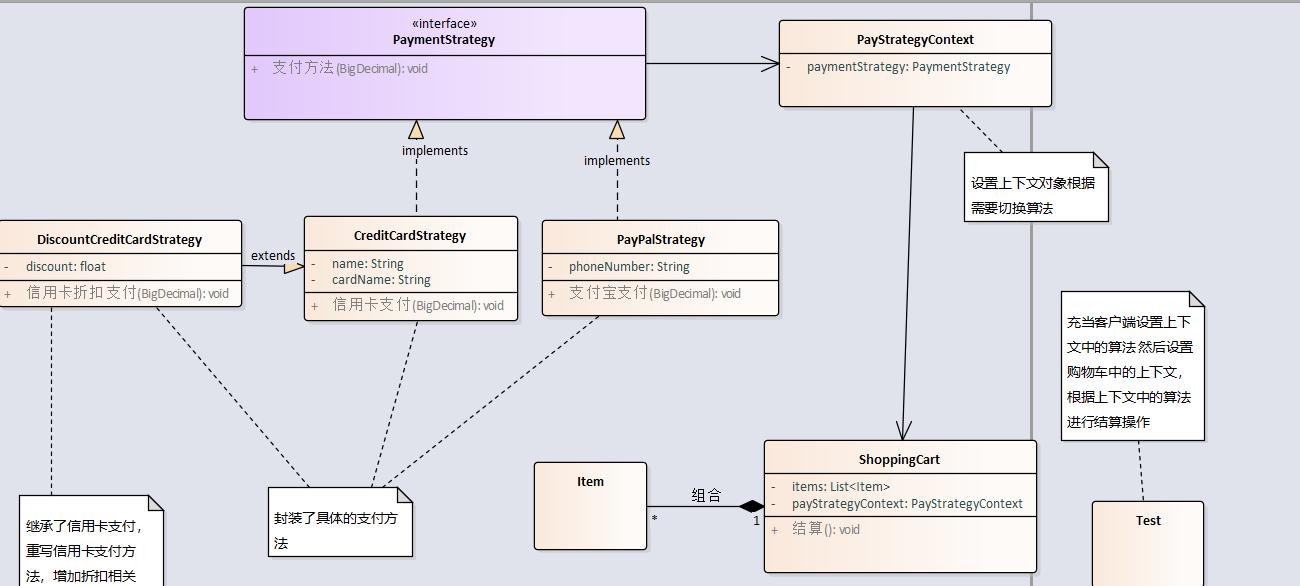 «interface»
PaymentStrategy
+ 支付方法(BigDecimal): void
PayStrategyContext
- paymentStrategy: PaymentStrategy
implements
implements
设置上下文对象根据
需要切换算法
DiscountCreditCardStrategy
- discount: float
+ 信用卡折扣 支付(BigDecimal): void
extends
CreditCardStrategy
- name: String
- cardName: String
+ 信用卡支付(BigDecimal): void
PayPalStrategy
- phoneNumber: String
+ 支付宝支付(BigDecimal): void
充当客户端设置上下
文中的算法 然后设置
购物车中的上下文，
根据上下文中的算法
进行结算操作
继承了信用卡支付，
重写信用卡支付方
法，增加折扣相关
封装了具体的支付方
法
Item
组合
*
1
ShoppingCart
- items: List<Item>
- payStrategyContext: PayStrategyContext
+ 结算(): void
Test